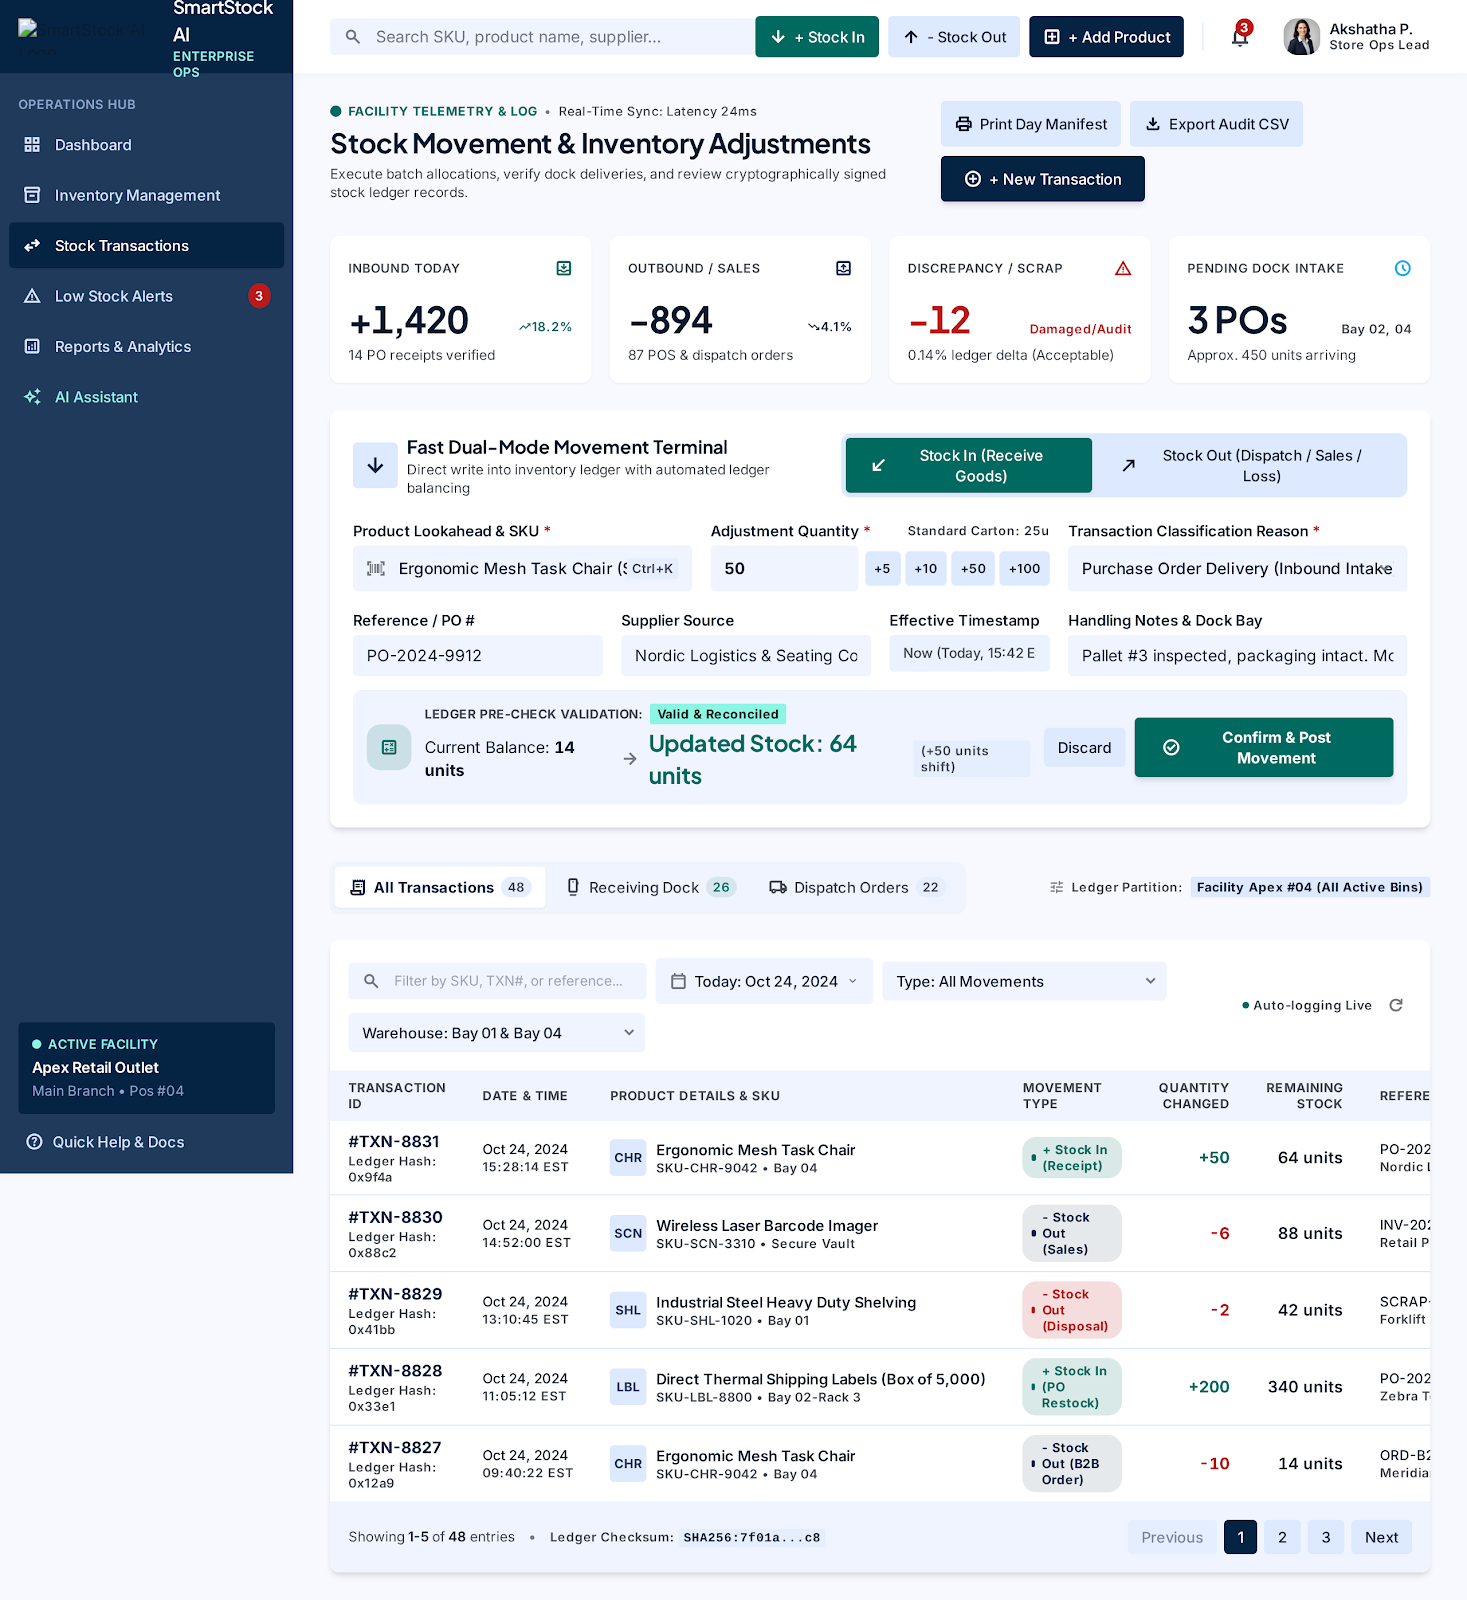 SmartStock AI
SmartStock
AI
ENTERPRISE
OPS
OPERATIONS HUB
Dashboard
Inventory Management
Stock Transactions
Low Stock Alerts
3
Reports & Analytics
AI Assistant
ACTIVE FACILITY
Apex Retail Outlet
Main Branch • Pos #04
Quick Help & Docs
Search SKU, product name, supplier...
+ Stock In
- Stock Out
+ Add Product
3
Akshatha P.
Store Ops Lead
FACILITY TELEMETRY & LOG • Real-Time Sync: Latency 24ms
Stock Movement & Inventory Adjustments
Execute batch allocations, verify dock deliveries, and review cryptographically signed
stock ledger records.
Print Day Manifest
Export Audit CSV
+ New Transaction
INBOUND TODAY
+1,420
18.2%
14 PO receipts verified
OUTBOUND / SALES
-894
4.1%
87 POS & dispatch orders
DISCREPANCY / SCRAP
-12
Damaged/Audit
0.14% ledger delta (Acceptable)
PENDING DOCK INTAKE
3 POs
Bay 02, 04
Approx. 450 units arriving
Fast Dual-Mode Movement Terminal
Direct write into inventory ledger with automated ledger
balancing
Stock In (Receive
Goods)
Stock Out (Dispatch / Sales /
Loss)
Product Lookahead & SKU *
Ergonomic Mesh Task Chair (S
Ctrl+K
Adjustment Quantity *
Standard Carton: 25u
50
+5
+10
+50
+100
Transaction Classification Reason *
Purchase Order Delivery (Inbound Intake
Reference / PO #
PO-2024-9912
Supplier Source
Nordic Logistics & Seating Co
Effective Timestamp
Now (Today, 15:42 E
Handling Notes & Dock Bay
Pallet #3 inspected, packaging intact. Mo
LEDGER PRE-CHECK VALIDATION:
Valid & Reconciled
Current Balance: 14
units
Updated Stock: 64
units
(+50 units
shift)
Discard
Confirm & Post
Movement
All Transactions 48
Receiving Dock 26
Dispatch Orders 22
Ledger Partition:
Facility Apex #04 (All Active Bins)
Filter by SKU, TXN#, or reference...
Today: Oct 24, 2024
Type: All Movements
Warehouse: Bay 01 & Bay 04
Auto-logging Live
TRANSACTION
ID
DATE & TIME
PRODUCT DETAILS & SKU
MOVEMENT
TYPE
QUANTITY
CHANGED
REMAINING
STOCK
REFERE
#TXN-8831
Ledger Hash:
0x9f4a
Oct 24, 2024
15:28:14 EST
CHR
Ergonomic Mesh Task Chair
SKU-CHR-9042 • Bay 04
+ Stock In
(Receipt)
+50
64 units
PO-202
Nordic L
#TXN-8830
Ledger Hash:
0x88c2
Oct 24, 2024
14:52:00 EST
SCN
Wireless Laser Barcode Imager
SKU-SCN-3310 • Secure Vault
- Stock
Out
(Sales)
-6
88 units
INV-202
Retail P
#TXN-8829
Ledger Hash:
0x41bb
Oct 24, 2024
13:10:45 EST
SHL
Industrial Steel Heavy Duty Shelving
SKU-SHL-1020 • Bay 01
- Stock
Out
(Disposal)
-2
42 units
SCRAP-
Forklift
#TXN-8828
Ledger Hash:
0x33e1
Oct 24, 2024
11:05:12 EST
LBL
Direct Thermal Shipping Labels (Box of 5,000)
SKU-LBL-8800 • Bay 02-Rack 3
+ Stock In
(PO
Restock)
+200
340 units
PO-202
Zebra T
#TXN-8827
Ledger Hash:
0x12a9
Oct 24, 2024
09:40:22 EST
CHR
Ergonomic Mesh Task Chair
SKU-CHR-9042 • Bay 04
- Stock
Out (B2B
Order)
-10
14 units
ORD-B2
Meridia
Showing 1-5 of 48 entries • Ledger Checksum: SHA256:7f01a...c8
Previous
1
2
3
Next